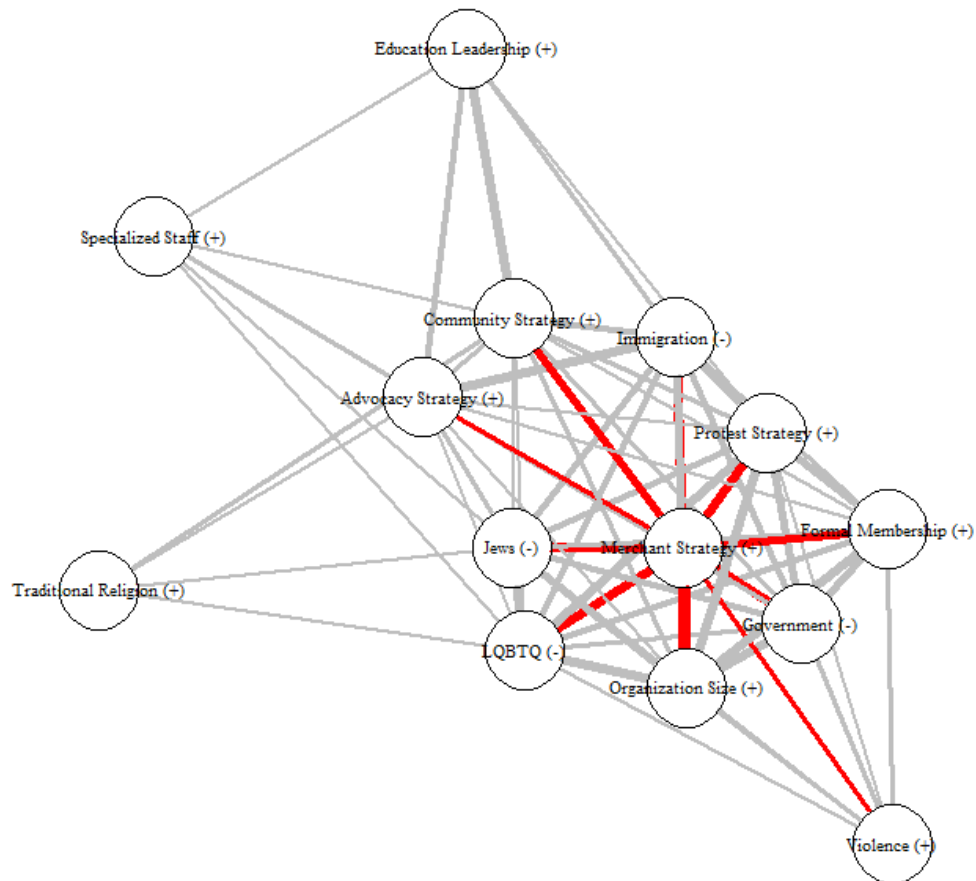 Education Leadership (+)
Specialized Staff (+)
Community Strategy (+)
Immigration (-)
Advocacy Strategy (+)
Protest Strategy (+)
Formal Membership (+)
Jews (-)
Merchant Strategy (+)
Traditional Religion (+)
Government (-)
LQBTQ (-)
Organization Size (+)
Violence (+)